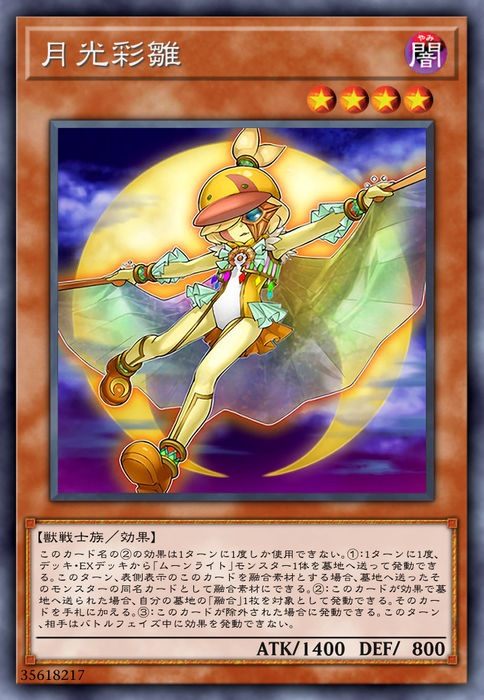 月光彩雛
やみ
闇
【獣戦士族／効果】
このカード名の②の効果は1ターンに1度しか使用できない。①:1ターンに1度、
デッキ・EXデッキから「ムーンライト」モンスター1体を墓地へ送って発動でき
る。このターン、表側表示のこのカードを融合素材とする場合、墓地へ送ったそ
のモンスターの同名カードとして融合素材にできる。②:このカードが効果で墓
地へ送られた場合、自分の墓地の「融合」1枚を対象として発動できる。そのカー
ドを手札に加える。③:このカードが除外された場合に発動できる。このターン
、相手はバトルフェイズ中に効果を発動できない。
ATK/1400 DEF/ 800
35618217